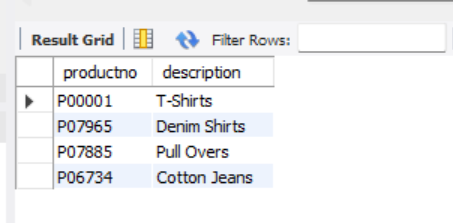 Result Grid Filter Rows:
productno description
P00001 T-Shirts
P07965 Denim Shirts
P07885 Pull Overs
P06734 Cotton Jeans